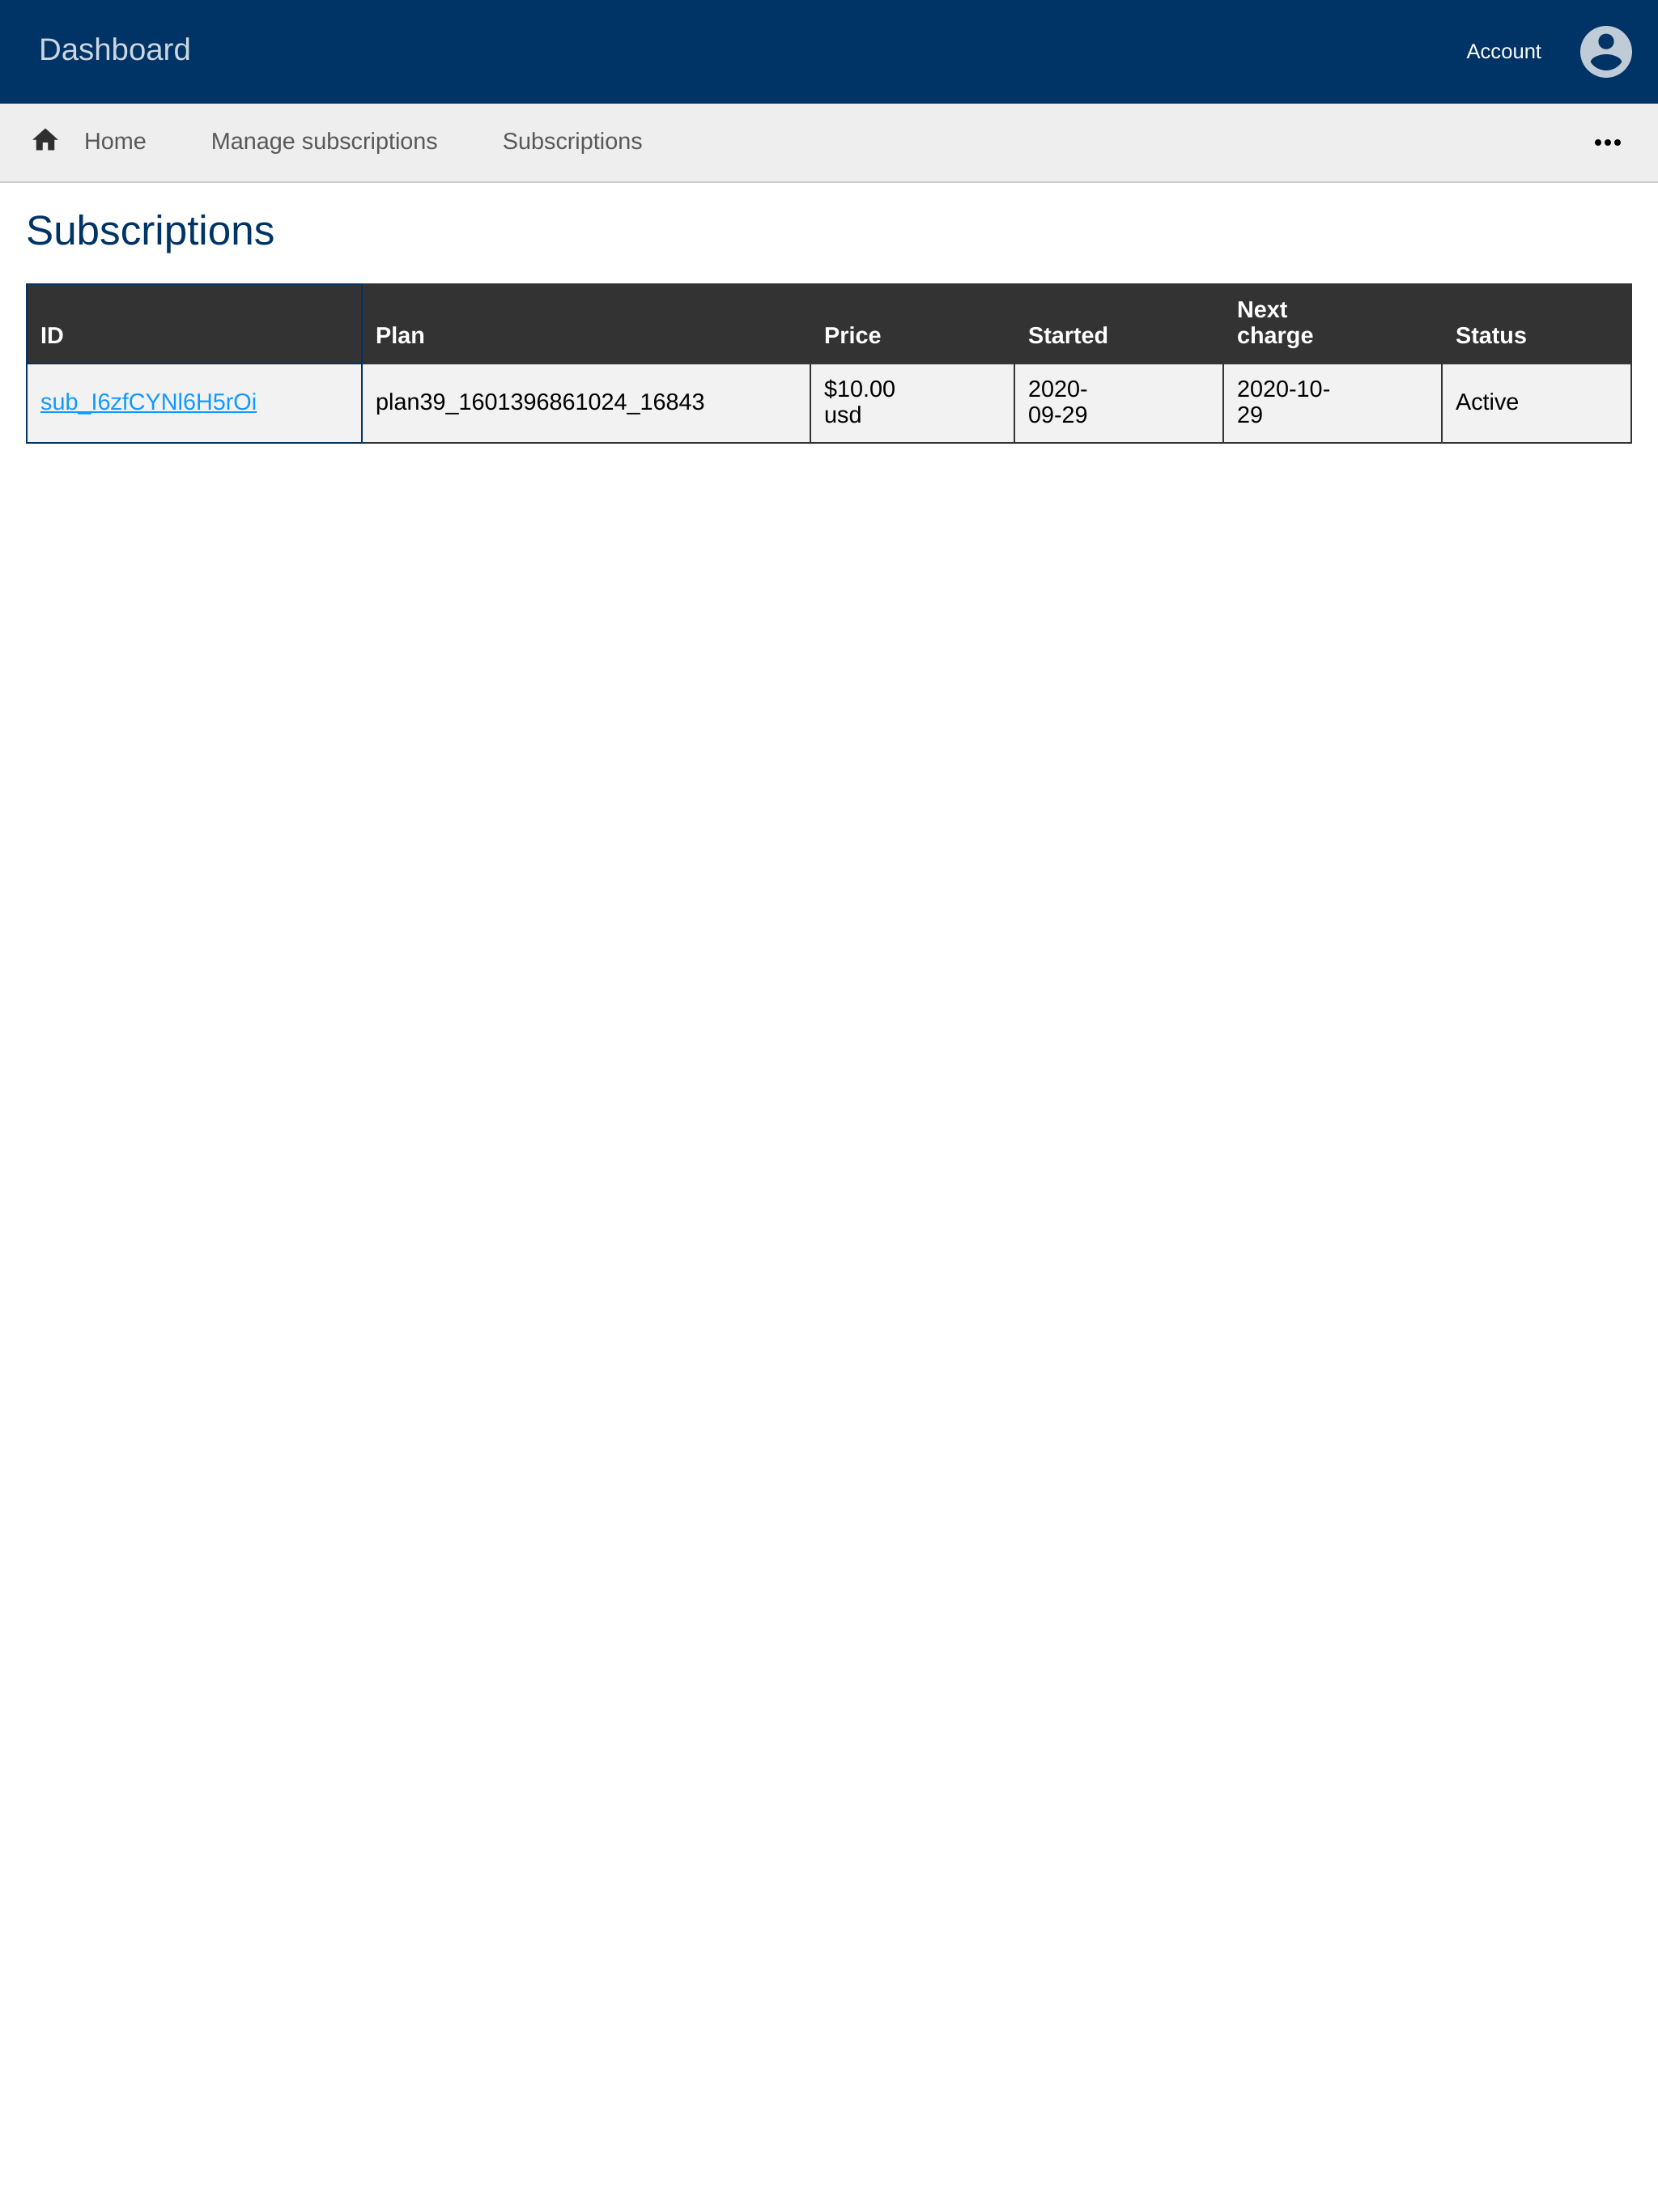 Dashboard
Account
Home
Manage subscriptions
Subscriptions
Subscriptions
ID
Plan
Price
Started
Next
charge
Status
sub_I6zfCYNl6H5rOi
plan39_1601396861024_16843
$10.00
usd
2020-
09-29
2020-10-
29
Active